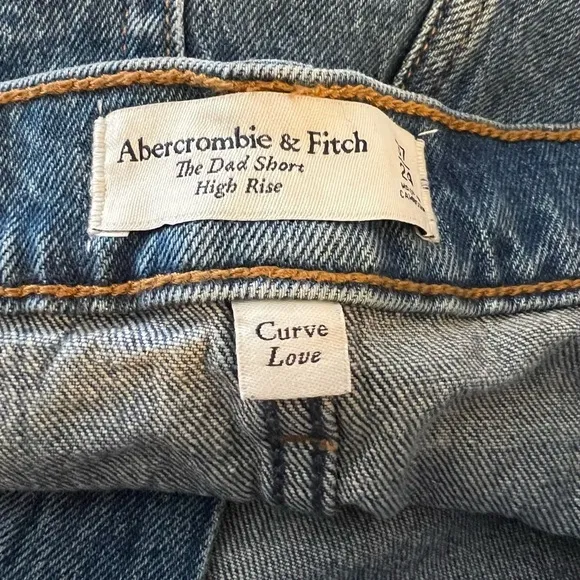 Abercrombie & Fitch
The Dad Short
High Rise
Curve
Love